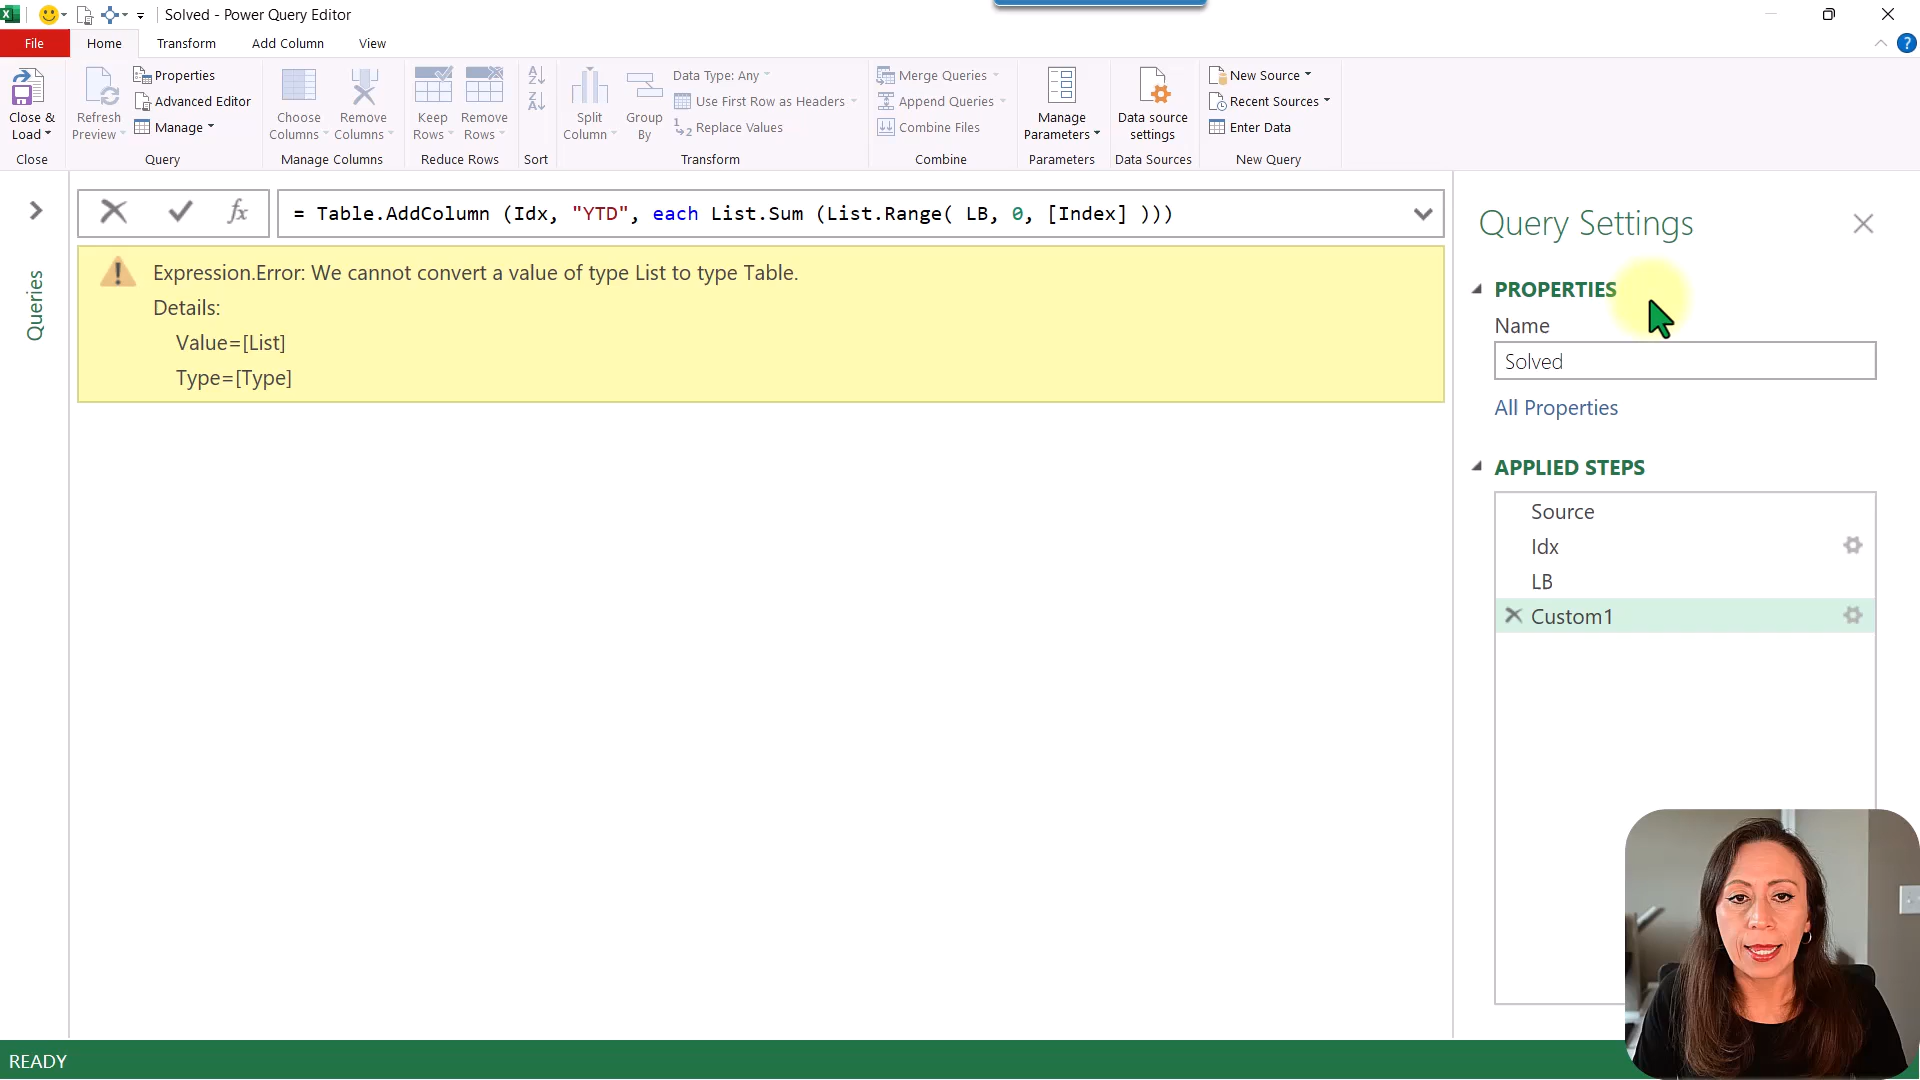 Solved - Power Query Editor
File
Home
Transform
Add Column
View
Close &
Load
Close
Refresh
Preview
Properties
Advanced Editor
Manage
Query
Choose
Columns
Remove
Columns
Manage Columns
Keep
Rows
Remove
Rows
Reduce Rows
Sort
Split
Column
Group
By
Data Type: Any
Use First Row as Headers
Replace Values
Transform
Merge Queries
Append Queries
Combine Files
Combine
Manage
Parameters
Parameters
Data source
settings
Data Sources
New Source
Recent Sources
Enter Data
New Query
Queries
fx
= Table.AddColumn (Idx, "YTD", each List.Sum (List.Range( LB, 0, [Index] )))
Expression.Error: We cannot convert a value of type List to type Table.
Details:
Value=[List]
Type=[Type]
Query Settings
PROPERTIES
Name
Solved
All Properties
APPLIED STEPS
Source
Idx
LB
Custom1
READY